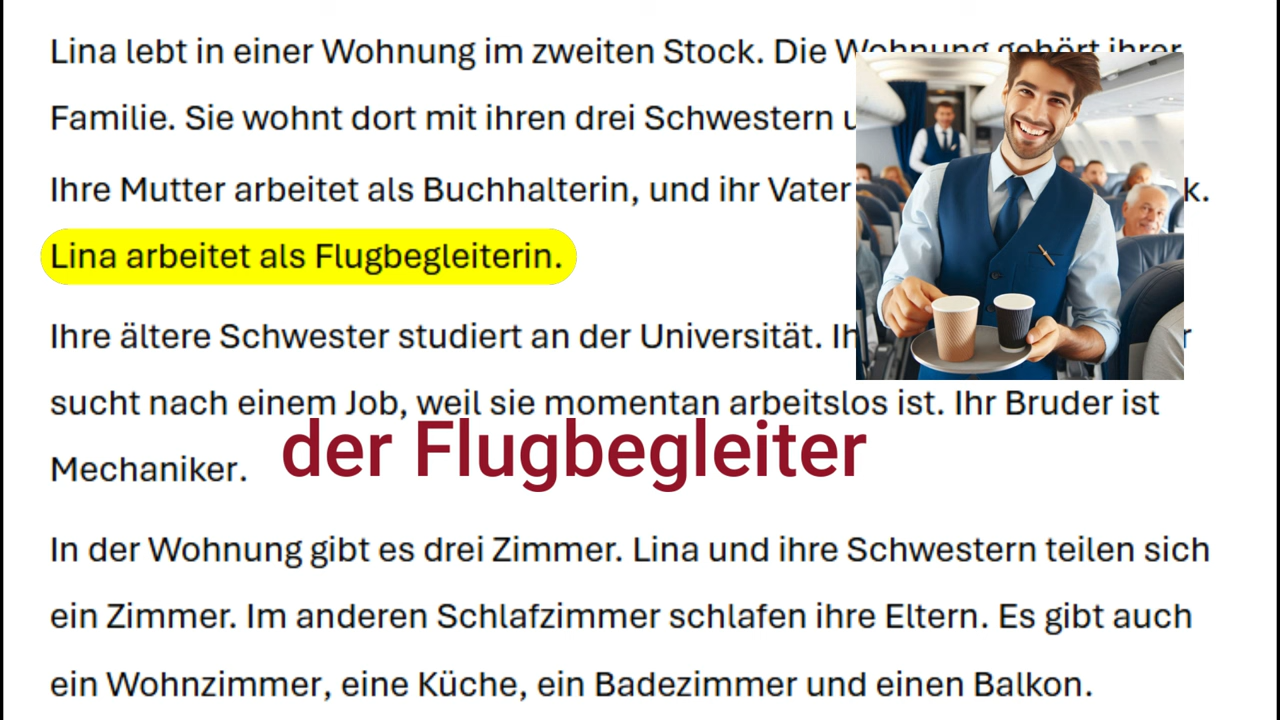 Lina lebt in einer Wohnung im zweiten Stock. Die Wohnung gehört ihrer
Familie. Sie wohnt dort mit ihren drei Schwestern
Ihre Mutter arbeitet als Buchhalterin, und ihr Vater
Lina arbeitet als Flugbegleiterin.
Ihre ältere Schwester studiert an der Universität.
sucht nach einem Job, weil sie momentan arbeitslos ist. Ihr Bruder ist
Mechaniker.
der Flugbegleiter
In der Wohnung gibt es drei Zimmer. Lina und ihre Schwestern teilen sich
ein Zimmer. Im anderen Schlafzimmer schlafen ihre Eltern. Es gibt auch
ein Wohnzimmer, eine Küche, ein Badezimmer und einen Balkon.